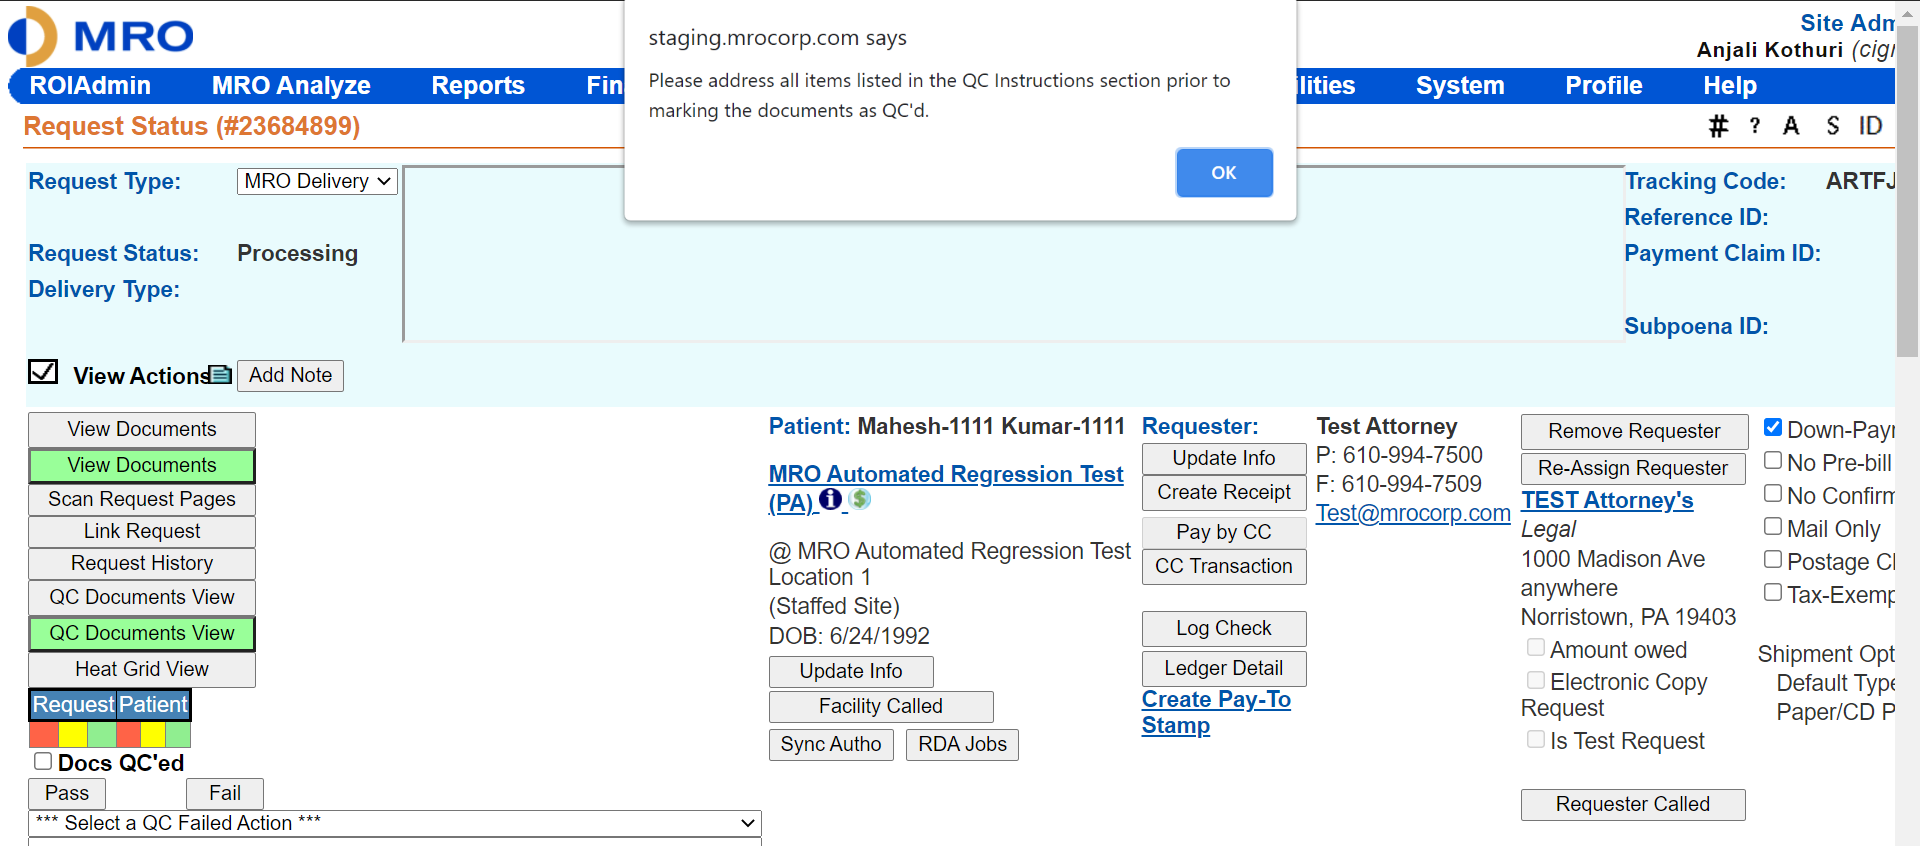 MRO
staging.mrocorp.com says
Please address all items listed in the QC Instructions section prior to
marking the documents as QC'd.
OK
Site Adm
Anjali Kothuri (cigr
ROIAdmin MRO Analyze Reports Fin ilities System Profile Help
Request Status (#23684899)
# ? A S ID
Request Type: MRO Delivery
Request Status: Processing
Delivery Type:
Tracking Code: ARTFJ
Reference ID:
Payment Claim ID:
Subpoena ID:
View Actions Add Note
View Documents
View Documents
Scan Request Pages
Link Request
Request History
QC Documents View
QC Documents View
Heat Grid View
Request Patient
Docs QC'ed
Pass Fail
*** Select a QC Failed Action ***
Patient: Mahesh-1111 Kumar-1111
MRO Automated Regression Test
(PA)
@ MRO Automated Regression Test
Location 1
(Staffed Site)
DOB: 6/24/1992
Update Info
Facility Called
Sync Autho RDA Jobs
Requester:
Update Info
Create Receipt
Pay by CC
CC Transaction
Log Check
Ledger Detail
Create Pay-To
Stamp
Test Attorney
P: 610-994-7500
F: 610-994-7509
Test@mrocorp.com
Remove Requester
Re-Assign Requester
TEST Attorney's
Legal
1000 Madison Ave
anywhere
Norristown, PA 19403
Amount owed
Electronic Copy
Request
Is Test Request
Requester Called
Down-Payr
No Pre-bill
No Confirm
Mail Only
Postage Cl
Tax-Exemp
Shipment Opt
Default Type
Paper/CD P